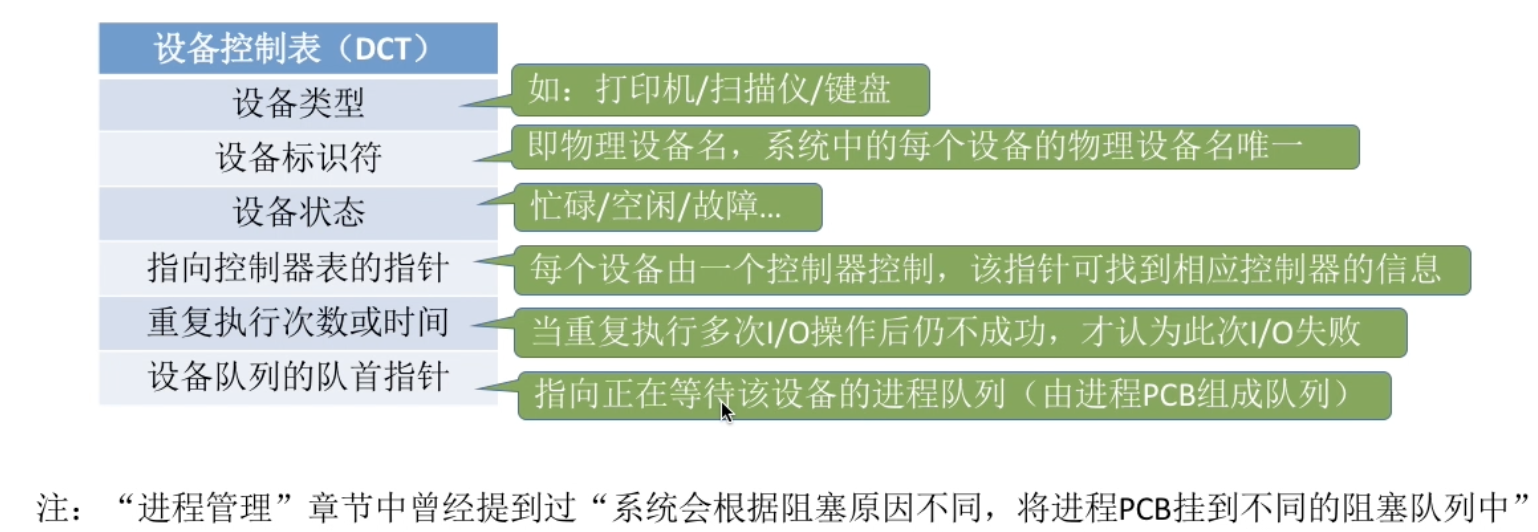 设备控制表（DCT）
设备类型
如：打印机/扫描仪/键盘
设备标识符
即物理设备名，系统中的每个设备的物理设备名唯一
设备状态
忙碌/空闲/故障...
指向控制器表的指针
每个设备由一个控制器控制，该指针可找到相应控制器的信息
重复执行次数或时间
当重复执行多次I/O操作后仍不成功，才认为此次I/O失败
设备队列的队首指针
指向正在等待该设备的进程队列（由进程PCB组成队列）
注：“进程管理”章节中曾经提到过“系统会根据阻塞原因不同，将进程PCB挂到不同的阻塞队列中”